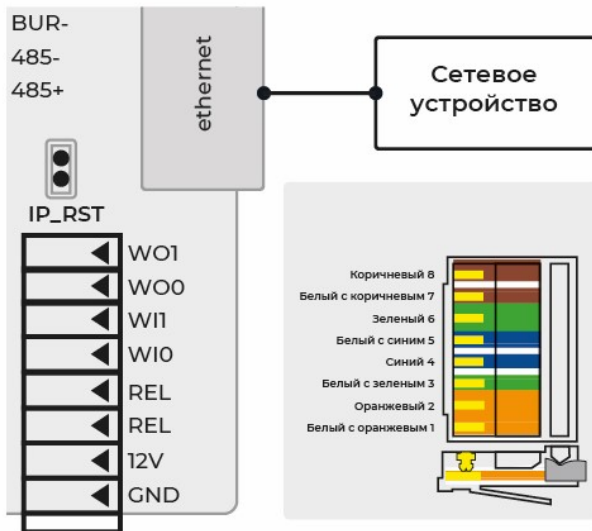 BUR-
485-
485+
ethernet
Сетевое
устройство
IP_RST
WO1
WO0
WI1
WI0
REL
REL
12V
GND
Коричневый 8
Белый с коричневым 7
Зеленый 6
Белый с синим 5
Синий 4
Белый с зеленым 3
Оранжевый 2
Белый с оранжевым 1